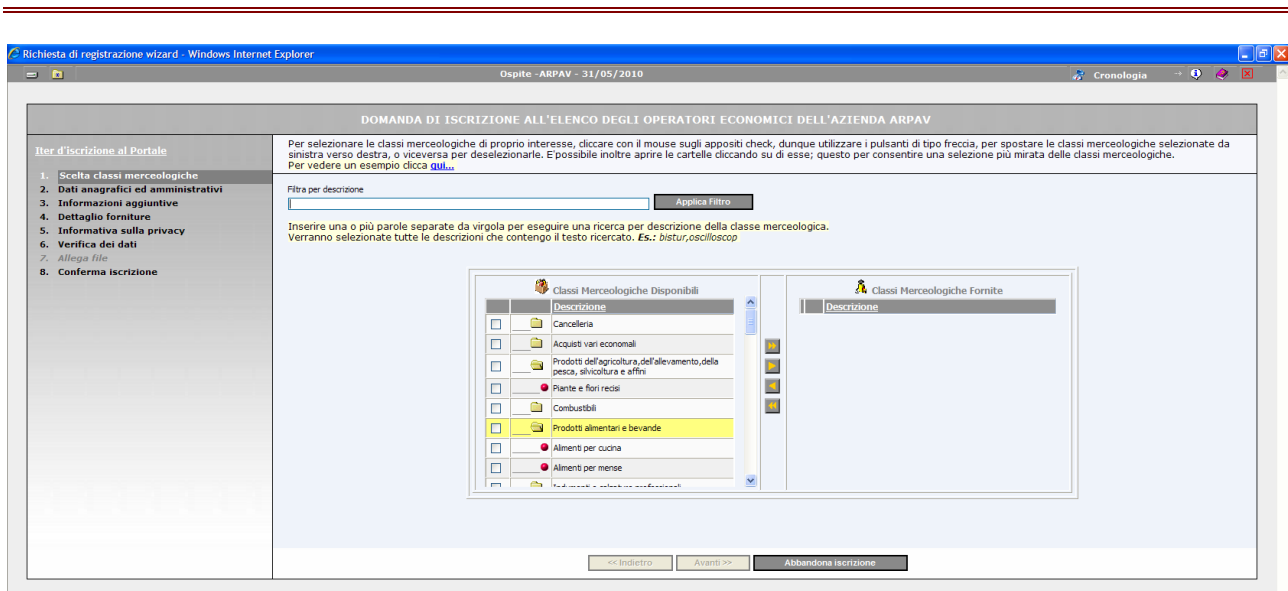 Richiesta di registrazione wizard - Windows Internet Explorer
Ospite -ARPAV - 31/05/2010
Cronologia
DOMANDA DI ISCRIZIONE ALL'ELENCO DEGLI OPERATORI ECONOMICI DELL'AZIENDA ARPAV
Iter d'iscrizione al Portale
1. Scelta classi merceologiche
2. Dati anagrafici ed amministrativi
3. Informazioni aggiuntive
4. Dettaglio forniture
5. Informativa sulla privacy
6. Verifica dei dati
7. Allega file
8. Conferma iscrizione
Per selezionare le classi merceologiche di proprio interesse, cliccare con il mouse sugli appositi check, dunque utilizzare i pulsanti di tipo freccia, per spostare le classi merceologiche selezionate da
sinistra verso destra, o viceversa per deselezionarle. E'possibile inoltre aprire le cartelle cliccando su di esse; questo per consentire una selezione più mirata delle classi merceologiche.
Per vedere un esempio clicca qui...
Filtra per descrizione
Applica Filtro
Inserire una o più parole separate da virgola per eseguire una ricerca per descrizione della classe merceologica.
Verranno selezionate tutte le descrizioni che contengo il testo ricercato. Es.: bistur,oscilloscop
Classi Merceologiche Disponibili
Descrizione
Cancelleria
Acquisti vari economali
Prodotti dell'agricoltura,dell'allevamento,della
pesca, silvicoltura e affini
Piante e fiori recisi
Combustibili
Prodotti alimentari e bevande
Alimenti per cucina
Alimenti per mense
Classi Merceologiche Fornite
Descrizione
<< Indietro
Avanti >>
Abbandona iscrizione